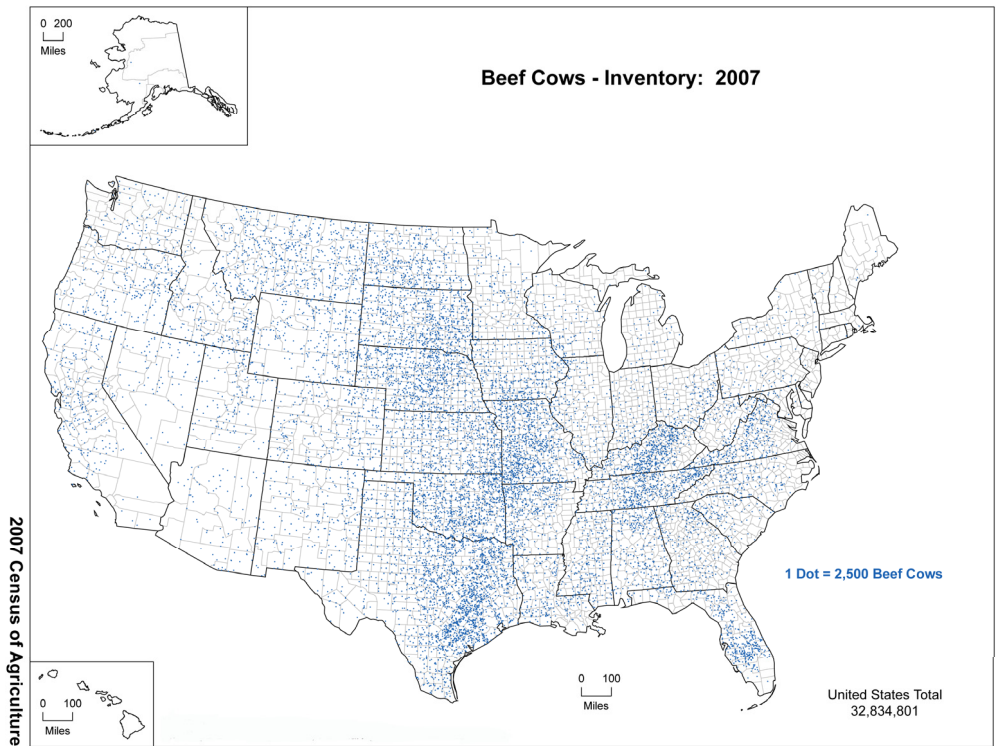 0 200
Miles
Beef Cows - Inventory: 2007
2007 Census of Agriculture
1 Dot = 2,500 Beef Cows
0 100
Miles
0 100
Miles
United States Total
32,834,801